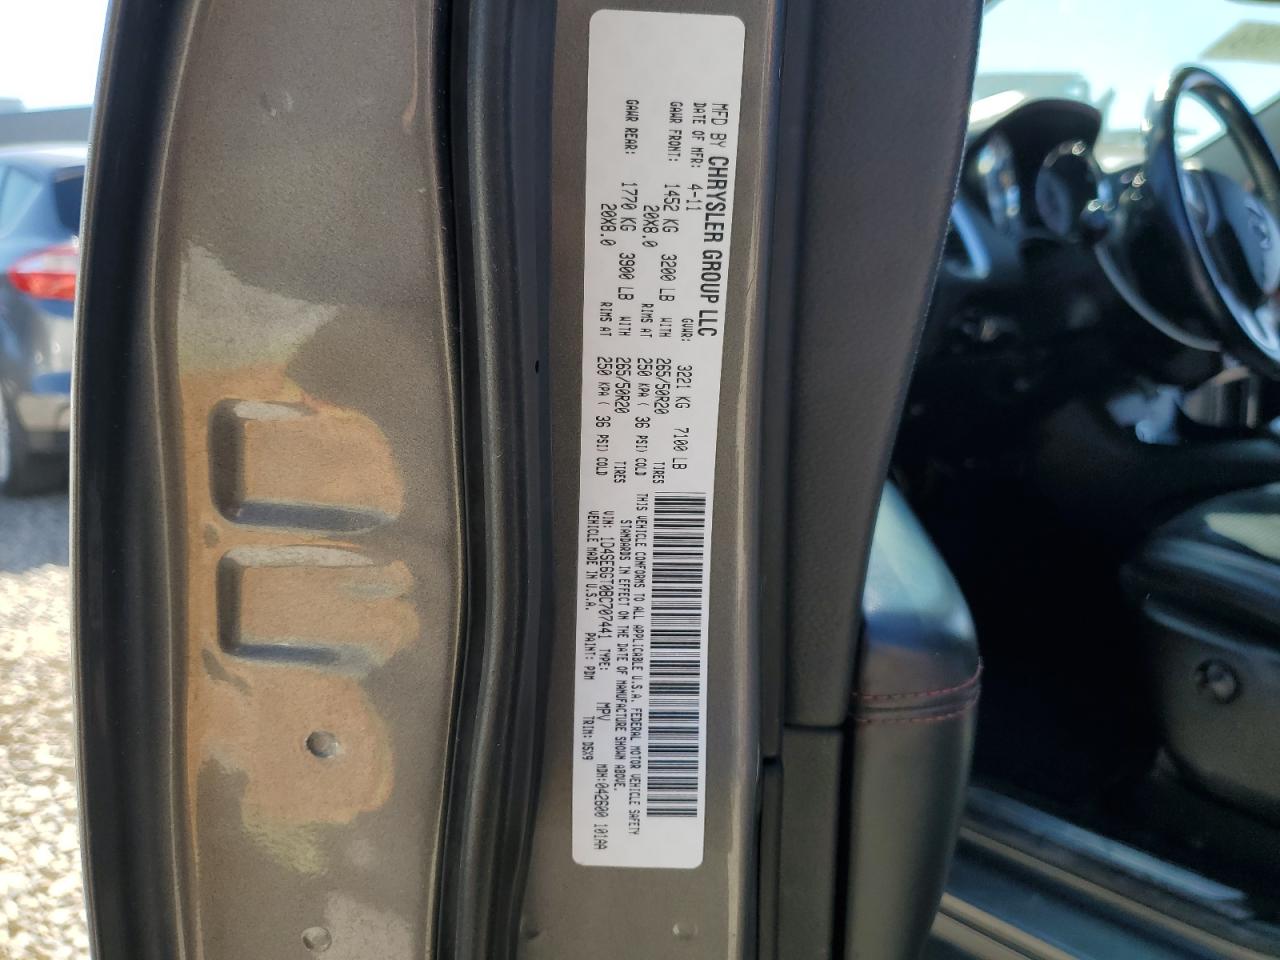 MFD BY CHRYSLER GROUP LLC
DATE OF MFR: 4-11 GVWR: 3221 KG 7100 LB
GAWR FRONT: 1452 KG 3200 LB WITH 265/50R20 TIRES
20X8.0 RIMS AT 250 KPA ( 36 PSI) COLD
GAWR REAR: 1770 KG 3900 LB WITH 265/50R20 TIRES
20X8.0 RIMS AT 250 KPA ( 36 PSI) COLD
THIS VEHICLE CONFORMS TO ALL APPLICABLE U.S.A. FEDERAL MOTOR VEHICLE SAFETY
STANDARDS IN EFFECT ON THE DATE OF MANUFACTURE SHOWN ABOVE.
VIN: 1D4SE6GT0BC707441 TYPE: MPV MDH:042600 101AA
VEHICLE MADE IN U.S.A. PAINT: PDM TRIM: D5X9